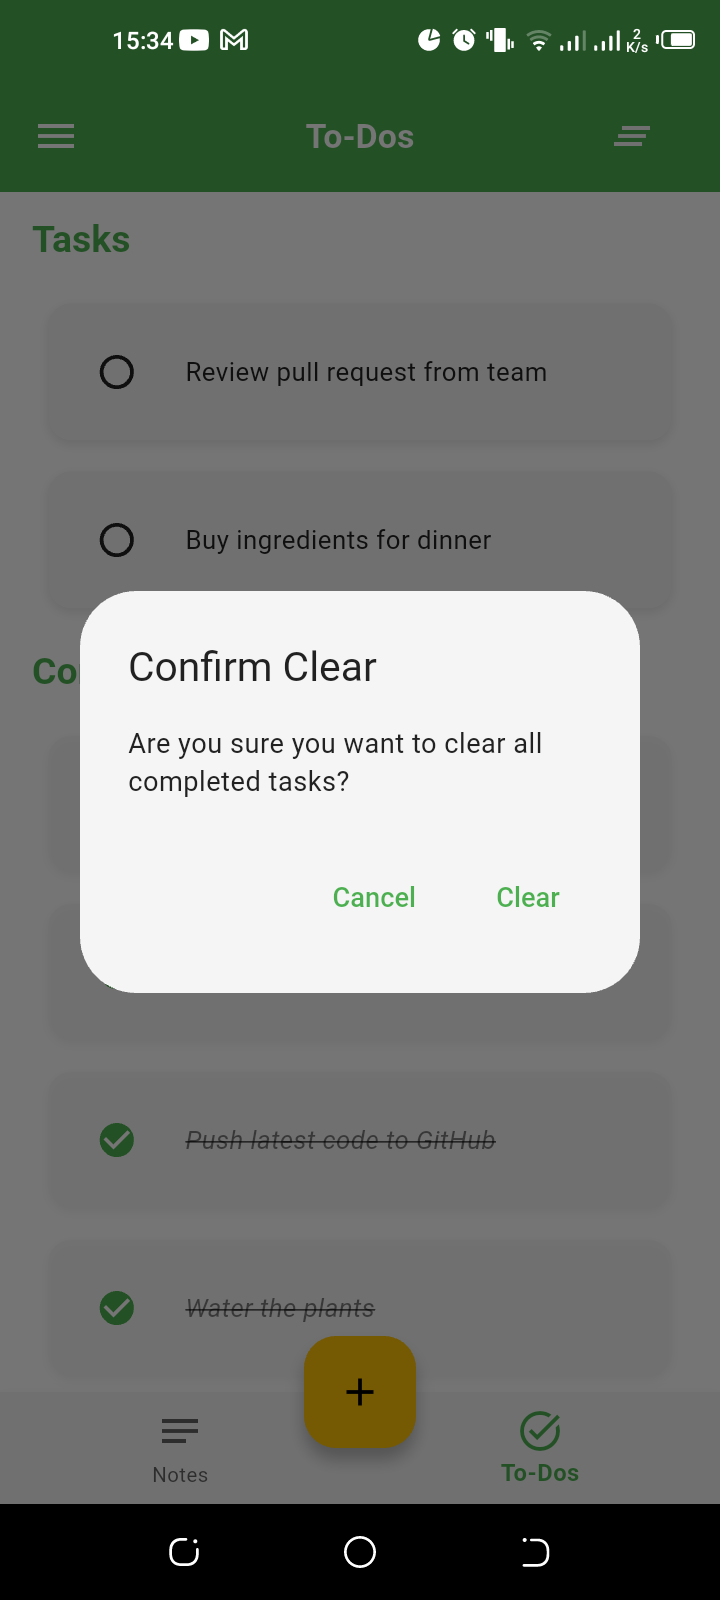 15:34
2
K/s
To-Dos
Tasks
Review pull request from team
Buy ingredients for dinner
Confirm Clear
Are you sure you want to clear all
completed tasks?
Cancel
Clear
Push latest code to GitHub
Water the plants
Notes
To-Dos